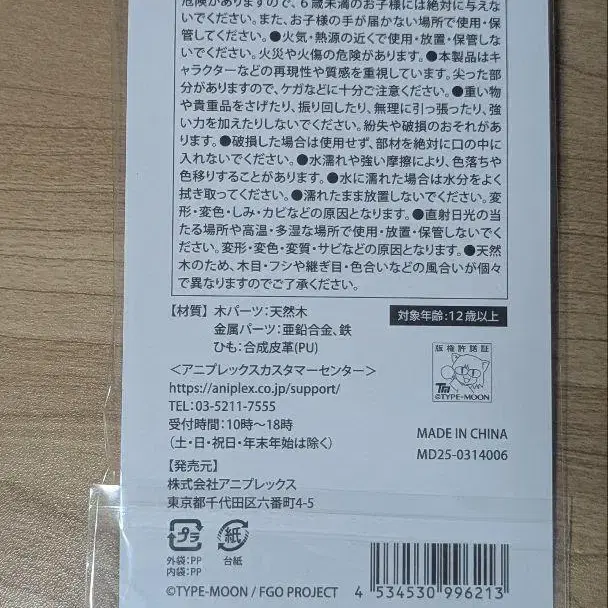 危険がありますので、6歳未満のお子様には絶対に与えな
いでください。また、お子様の手が届かない場所で使用・保
管してください。●火気・熱源の近くで使用・放置・保管しな
いでください。火災や火傷の危険があります。●本製品はキ
ャラクターなどの再現性や質感を重視しています。尖った部
分がありますので、ケガなどに十分ご注意ください。●重い物
や貴重品をさげたり、振り回したり、無理に引っ張ったり、強
い力を加えたりしないでください。紛失や破損のおそれがあ
ります。●破損した場合は使用せず、部材を絶対に口の中に
入れないでください。●水濡れや強い摩擦により、色落ちや
色移りすることがあります。●水に濡れた場合は水分をよく
拭き取ってください。●濡れたまま放置しないでください。変
形・変色・しみ・カビなどの原因となります。●直射日光の当
たる場所や高温・多湿な場所で使用・放置・保管しないでく
ださい。変形・変色・変質・サビなどの原因となります。●天然
木のため、木目・フシや継ぎ目・色合いなどの風合いが個々
で異なりますのでご了承ください。
【材質】木パーツ:天然木
金属パーツ:亜鉛合金、鉄
ひも:合成皮革(PU)
対象年齢:12歳以上
<アニプレックスカスタマーセンター>
https://aniplex.co.jp/support/
TEL:03-5211-7555
受付時間:10時〜18時
(土・日・祝日・年末年始は除く)
版権許諾証
TM
©TYPE-MOON
MADE IN CHINA
MD25-0314006
【発売元】
株式会社アニプレックス
東京都千代田区六番町4-5
プラ
外袋:PP
内袋:PP
紙
台紙
©TYPE-MOON / FGO PROJECT
4 534530 996213